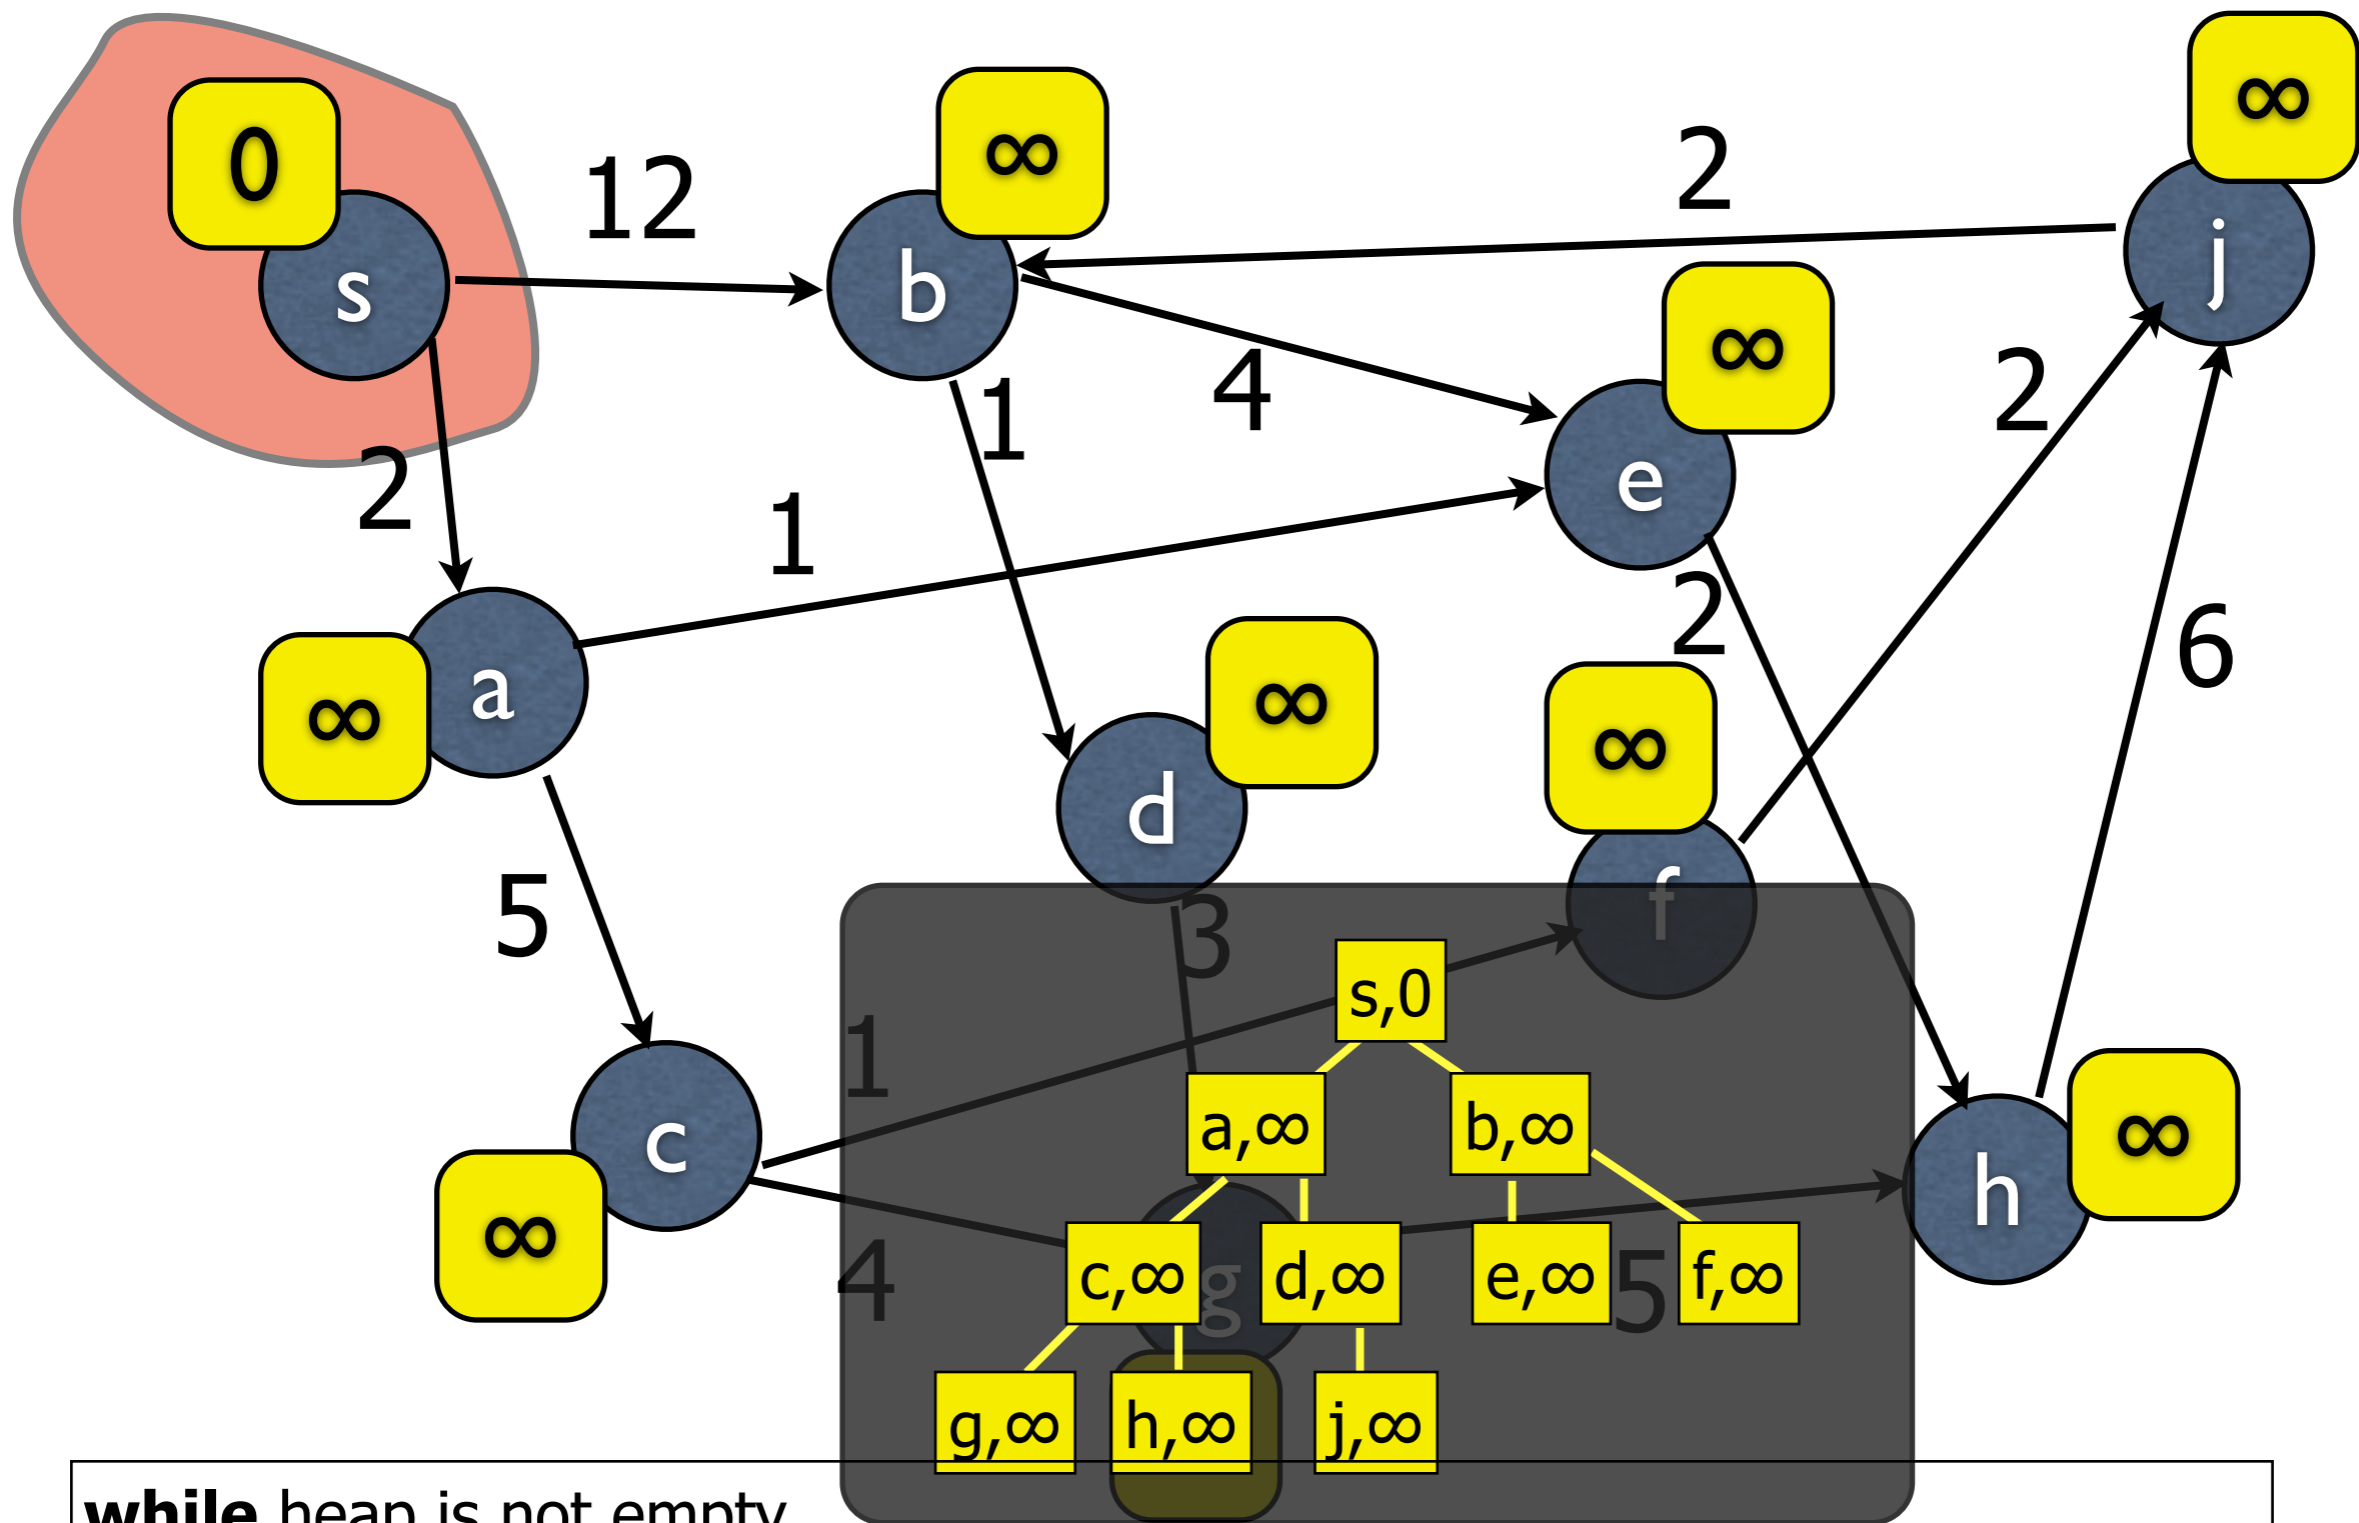 0
∞
∞
s
12
b
2
j
∞
1
4
2
2
1
e
2
6
a
∞
∞
∞
d
5
3
f
s,0
1
a,∞
b,∞
c
∞
h
∞
4
c,∞
g
d,∞
e,∞
5
f,∞
g,∞
h,∞
j,∞
while heap is not empty